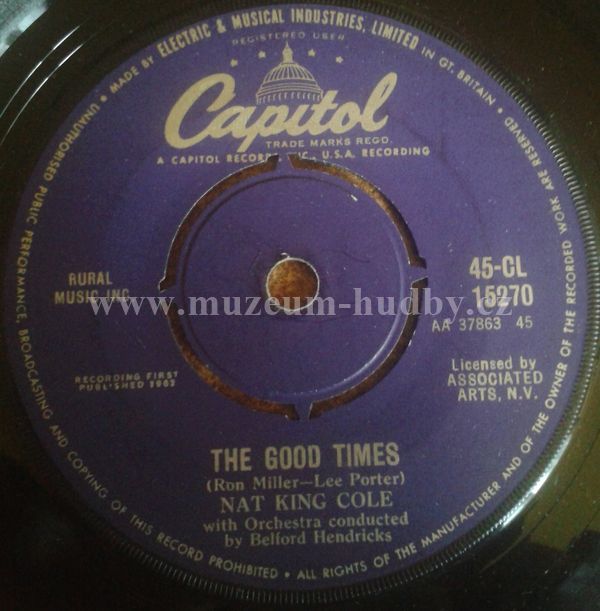 MADE BY ELECTRIC & MUSICAL INDUSTRIES, LIMITED IN GT. BRITAIN
REGISTERED USER
Capitol
TRADE MARKS REGD.
A CAPITOL RECORDS, INC., U.S.A. RECORDING
• ALL RIGHTS OF THE MANUFACTURER AND OF THE OWNER OF THE RECORDED WORK ARE RESERVED •
UNAUTHORISED PUBLIC PERFORMANCE, BROADCASTING AND COPYING OF THIS RECORD PROHIBITED
RURAL
MUSIC INC
45-CL
15270
www.muzeum-hudby.cz
AA 37863 45
RECORDING FIRST
PUBLISHED 1962
Licensed by
ASSOCIATED
ARTS, N.V.
THE GOOD TIMES
(Ron Miller—Lee Porter)
NAT KING COLE
with Orchestra conducted
by Belford Hendricks